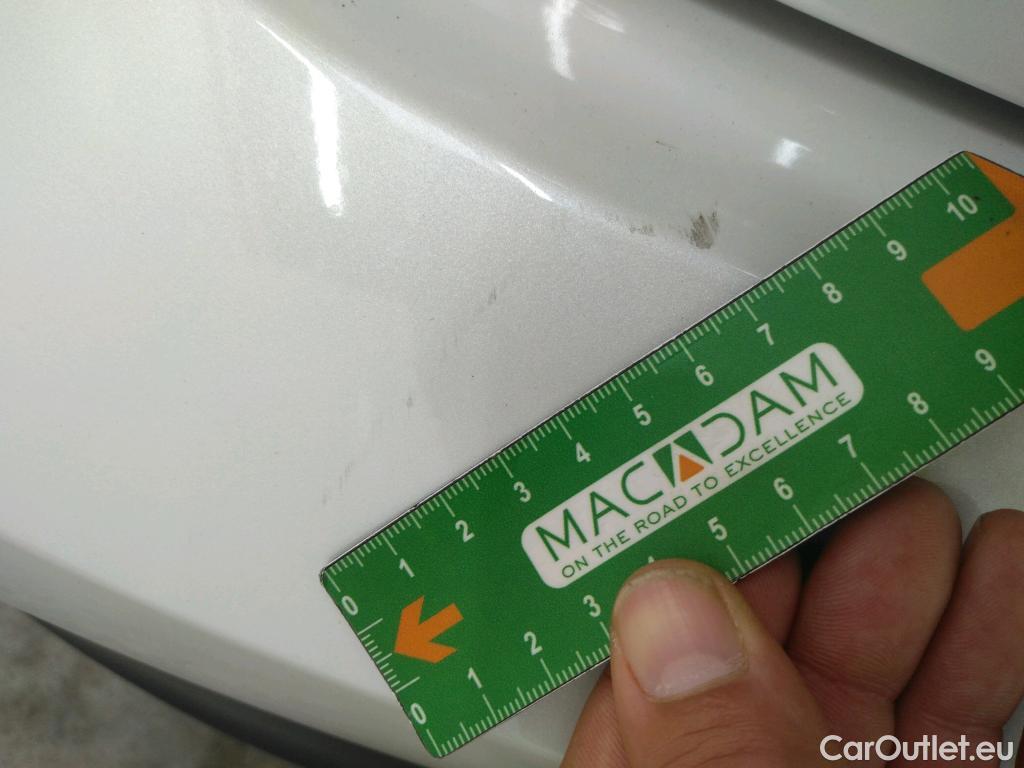 0 1 2 3 4 5 6 7 8 9 10
MACADAM
ON THE ROAD TO EXCELLENCE
0 1 2 3 4 5 6 7 8 9
CarOutlet.eu